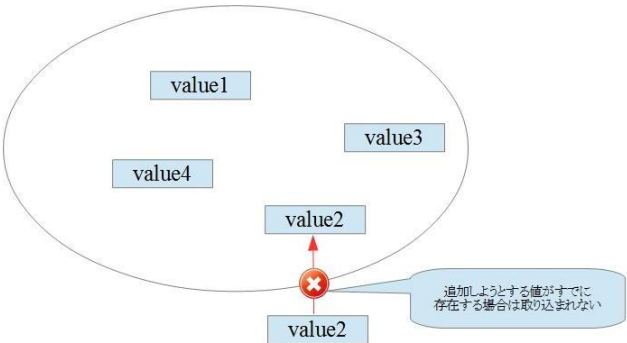 value1
value3
value4
value2
追加しようとする値がすでに
存在する場合は取り込まれない
value2